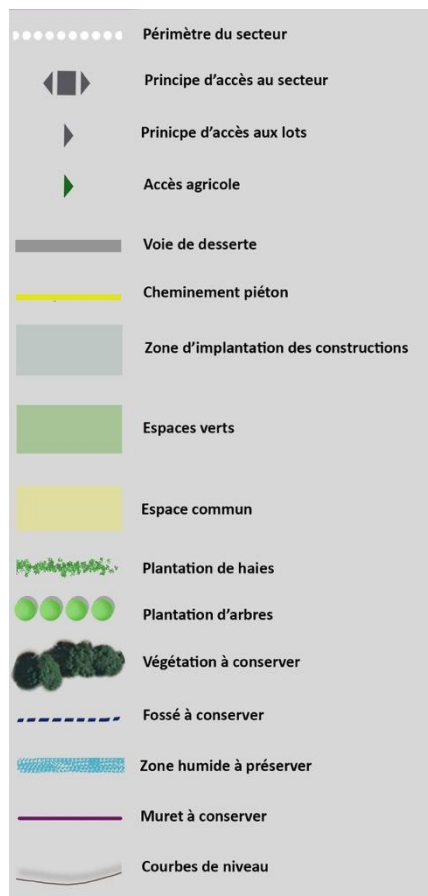 Périmètre du secteur
Principe d'accès au secteur
Prinicpe d'accès aux lots
Accès agricole
Voie de desserte
Cheminement piéton
Zone d'implantation des constructions
Espaces verts
Espace commun
Plantation de haies
Plantation d'arbres
Végétation à conserver
Fossé à conserver
Zone humide à préserver
Muret à conserver
Courbes de niveau